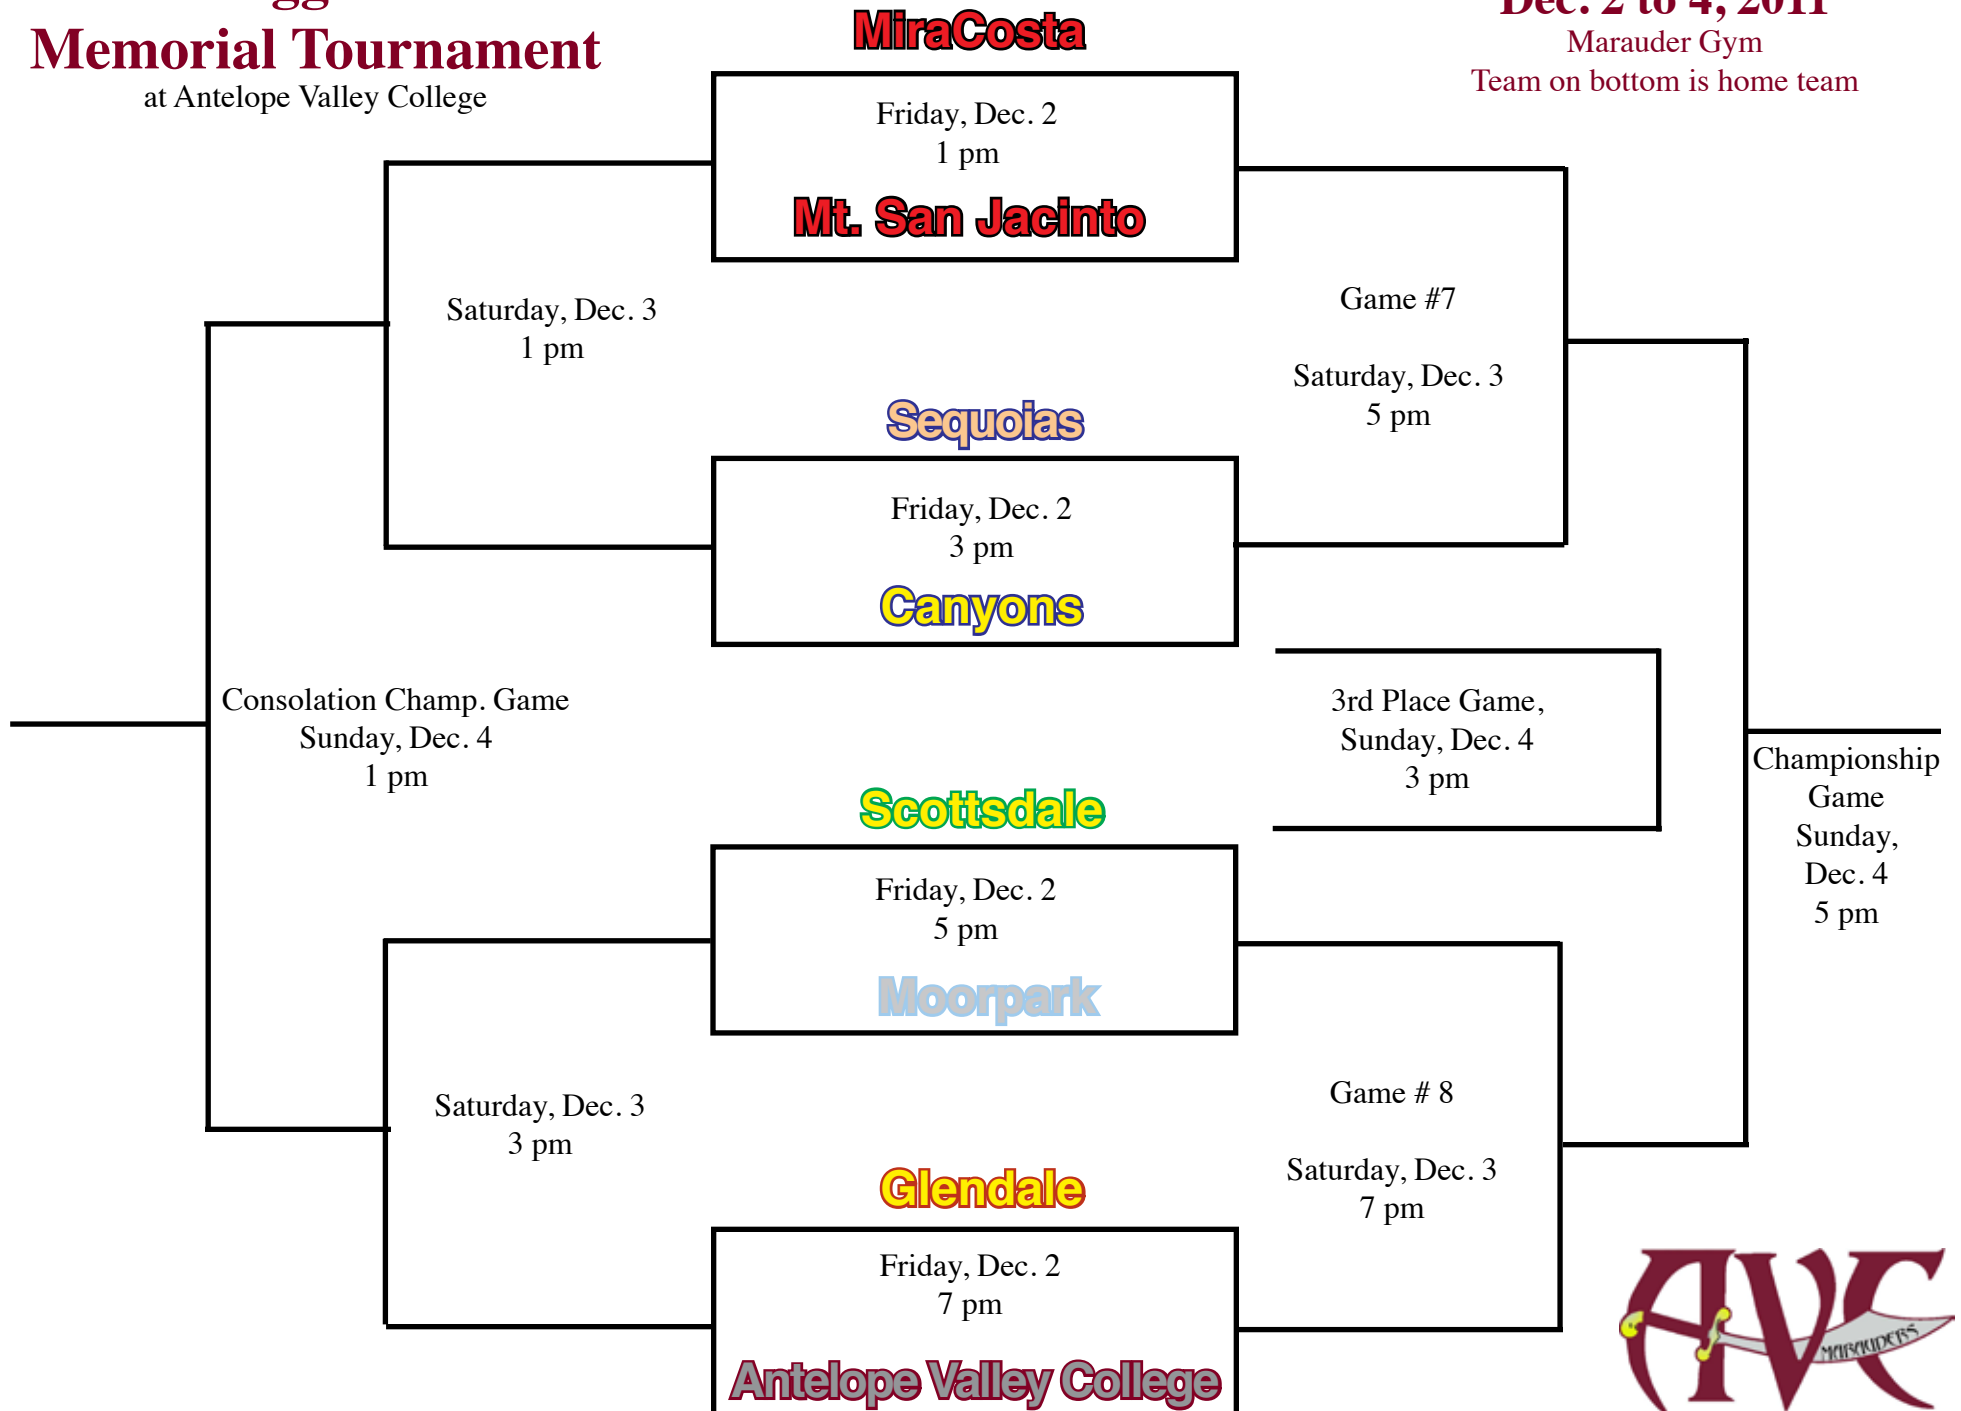 Memorial Tournament
at Antelope Valley College
Dec. 2 to 4, 2011
Marauder Gym
Team on bottom is home team
MiraCosta
Friday, Dec. 2
1 pm
Mt. San Jacinto
Saturday, Dec. 3
1 pm
Game #7
Saturday, Dec. 3
5 pm
Sequoias
Friday, Dec. 2
3 pm
Canyons
Consolation Champ. Game
Sunday, Dec. 4
1 pm
3rd Place Game,
Sunday, Dec. 4
3 pm
Championship
Game
Sunday,
Dec. 4
5 pm
Scottsdale
Friday, Dec. 2
5 pm
Moorpark
Saturday, Dec. 3
3 pm
Game # 8
Saturday, Dec. 3
7 pm
Glendale
Friday, Dec. 2
7 pm
Antelope Valley College
AVC
MARAUDERS